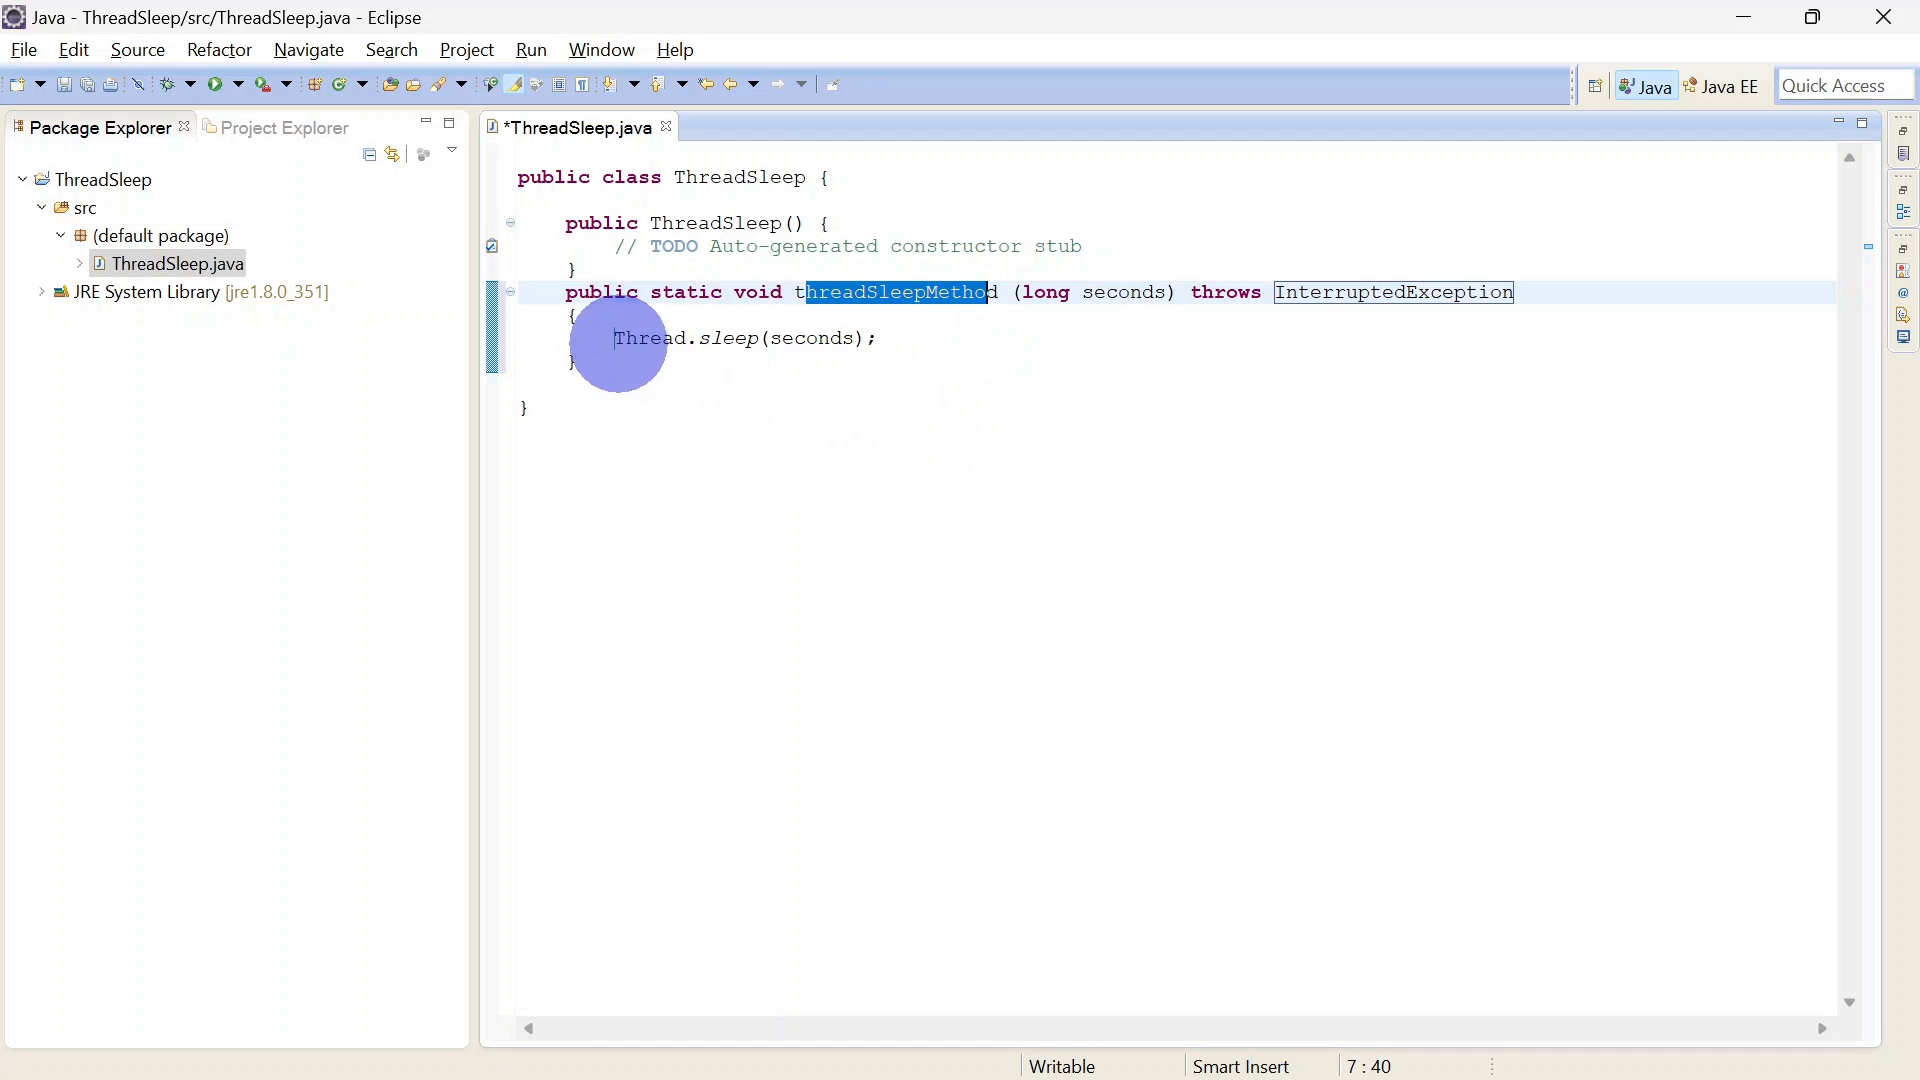 Java - ThreadSleep/src/ThreadSleep.java - Eclipse
File Edit Source Refactor Navigate Search Project Run Window Help
Java Java EE Quick Access
Package Explorer Project Explorer
*ThreadSleep.java
ThreadSleep
src
(default package)
ThreadSleep.java
JRE System Library [jre1.8.0_351]
public class ThreadSleep {
public ThreadSleep() {
// TODO Auto-generated constructor stub
}
public static void threadSleepMethod (long seconds) throws InterruptedException
{
Thread.sleep(seconds);
}
}
Writable Smart Insert 7 : 40